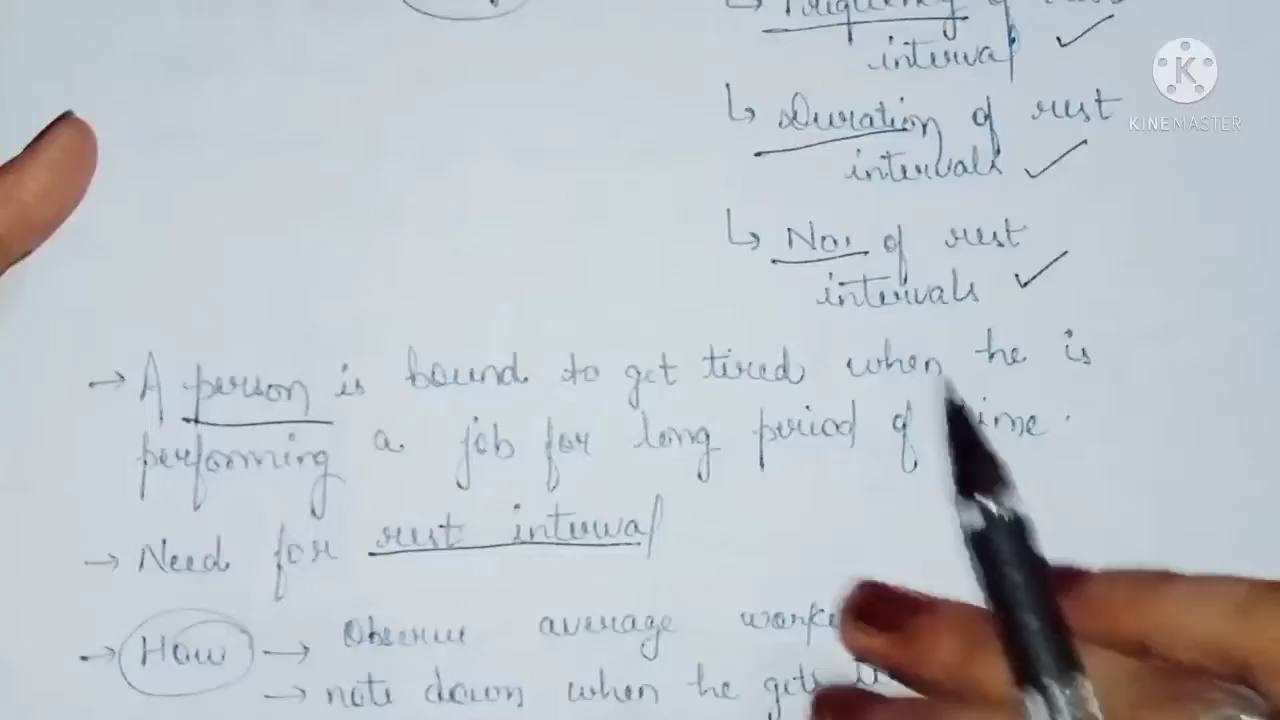 ↳ Frequency of
interval ✓
KINEMASTER
↳ Duration of rest
intervals ✓
↳ No. of rest
intervals ✓
→ A person is bound to get tired when he is
performing a job for long period of time.
→ Need for rest interval
→ How → Observe average
→ note down when he gets